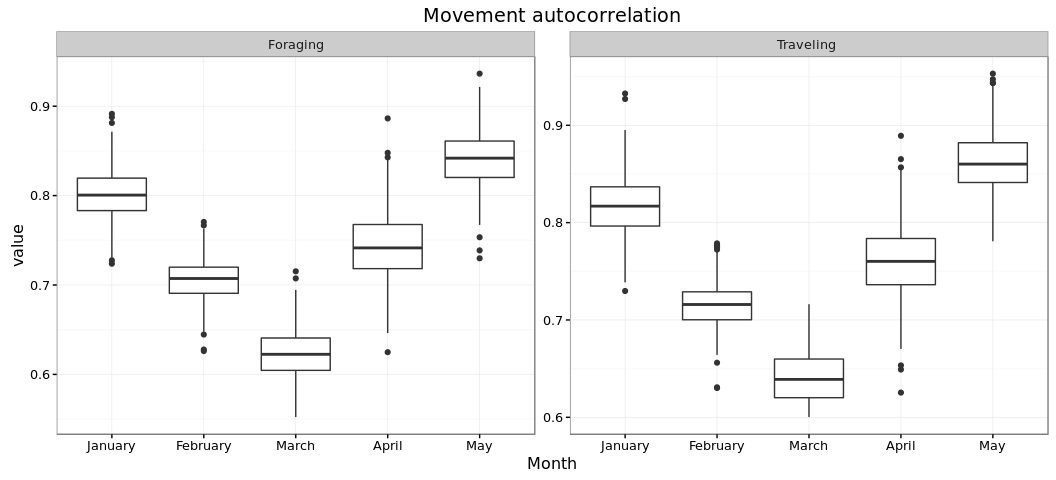 Movement autocorrelation
Foraging
Traveling
value
0.9
0.8
0.7
0.6
0.9
0.8
0.7
0.6
January February March April May
January February March April May
Month